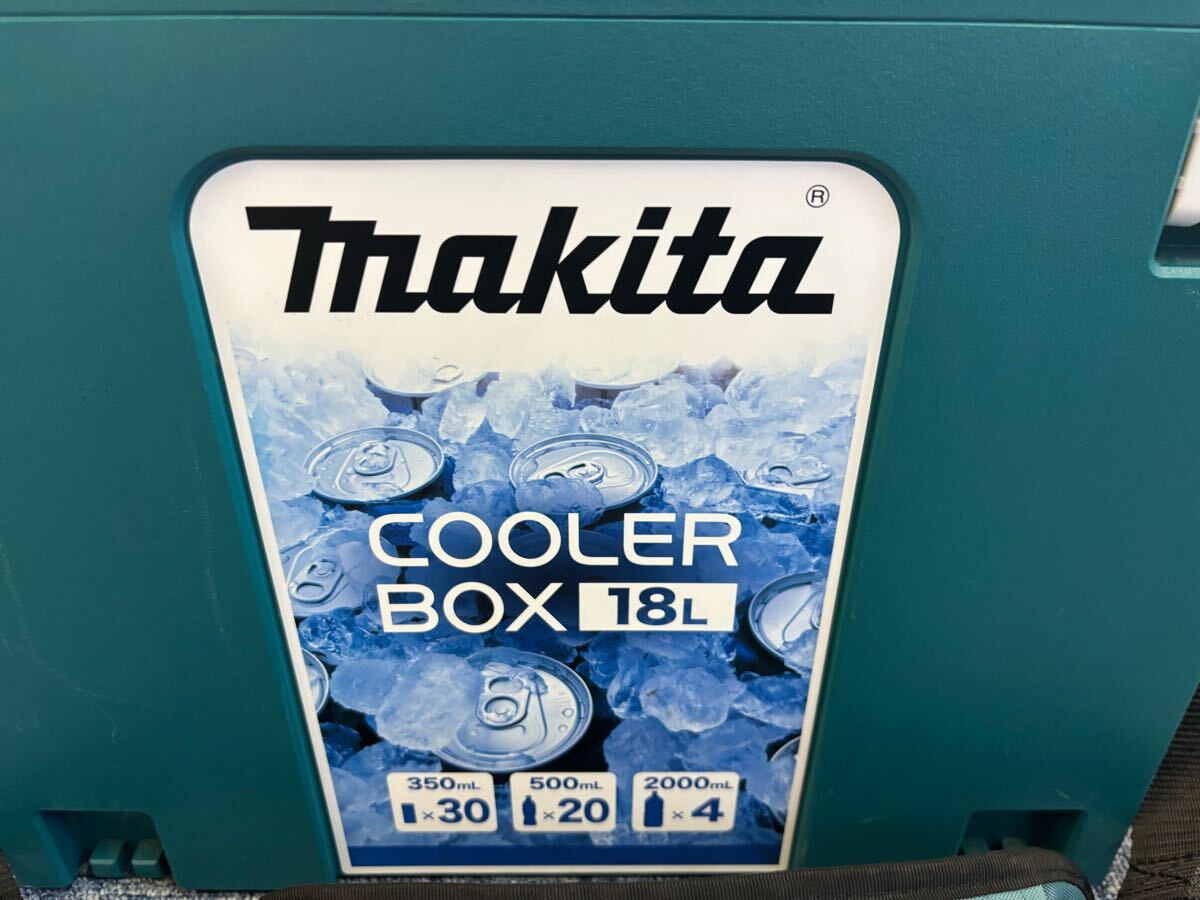 makita®
COOLER
BOX 18L
350mL 500mL 2000mL
×30 ×20 ×4